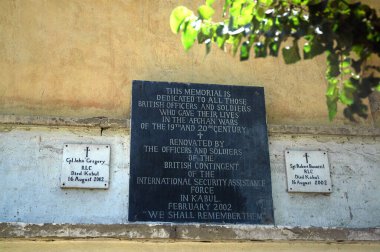 THIS MEMORIAL IS
DEDICATED TO ALL THOSE
BRITISH OFFICERS AND SOLDIERS
WHO GAVE THEIR LIVES
IN THE AFGHAN WARS
OF THE 19TH AND 20TH CENTURY
RENOVATED BY
THE OFFICERS AND SOLDIERS
OF THE
BRITISH CONTINGENT
OF THE
INTERNATIONAL SECURITY ASSISTANCE
FORCE
IN KABUL
FEBRUARY 2002
"WE SHALL REMEMBER THEM"
Cpl John Gregory
RLC
Died Kabul
16 August 2002
Sgt Robert
RLC
Died in Kabul
16 August 2002